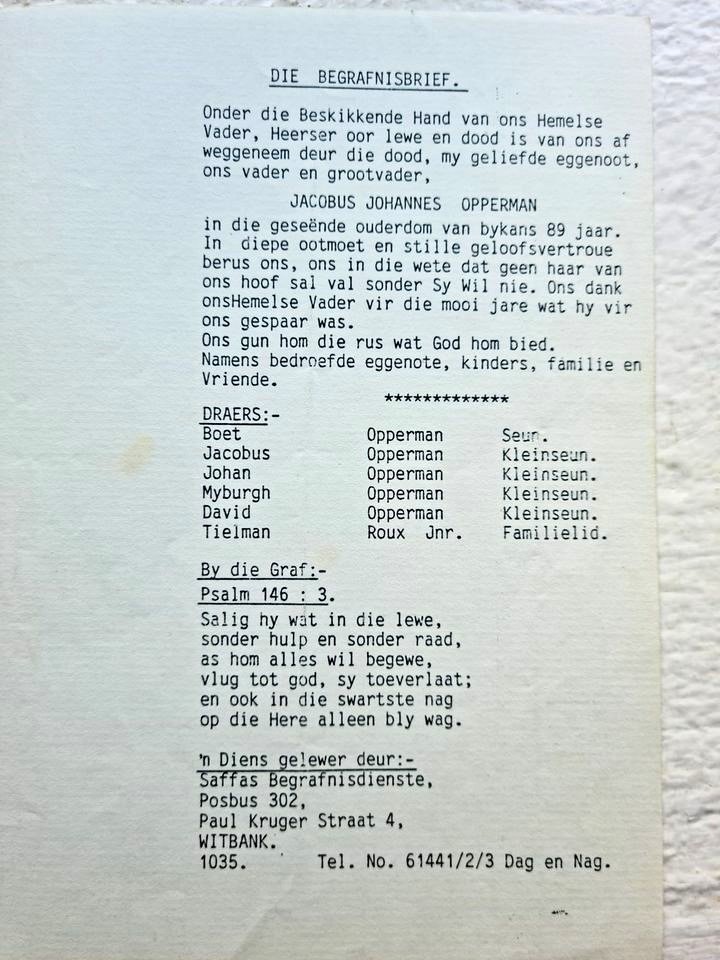 DIE BEGRAFNISBRIEF.
Onder die Beskikkende Hand van ons Hemelse
Vader, Heerser oor lewe en dood is van ons af
weggeneem deur die dood, my geliefde eggenoot,
ons vader en grootvader,
JACOBUS JOHANNES OPPERMAN
in die geseënde ouderdom van bykans 89 jaar.
In diepe ootmoet en stille geloofsvertroue
berus ons, ons in die wete dat geen haar van
ons hoof sal val sonder Sy Wil nie. Ons dank
onsHemelse Vader vir die mooi jare wat hy vir
ons gespaar was.
Ons gun hom die rus wat God hom bied.
Namens bedroefde eggenote, kinders, familie en
Vriende.
*************
DRAERS:-
Boet Opperman Seun.
Jacobus Opperman Kleinseun.
Johan Opperman Kleinseun.
Myburgh Opperman Kleinseun.
David Opperman Kleinseun.
Tielman Roux Jnr. Familielid.
By die Graf:-
Psalm 146 : 3.
Salig hy wat in die lewe,
sonder hulp en sonder raad,
as hom alles wil begewe,
vlug tot god, sy toeverlaat;
en ook in die swartste nag
op die Here alleen bly wag.
'n Diens gelewer deur:-
Saffas Begrafnisdienste,
Posbus 302,
Paul Kruger Straat 4,
WITBANK.
1035. Tel. No. 61441/2/3 Dag en Nag.